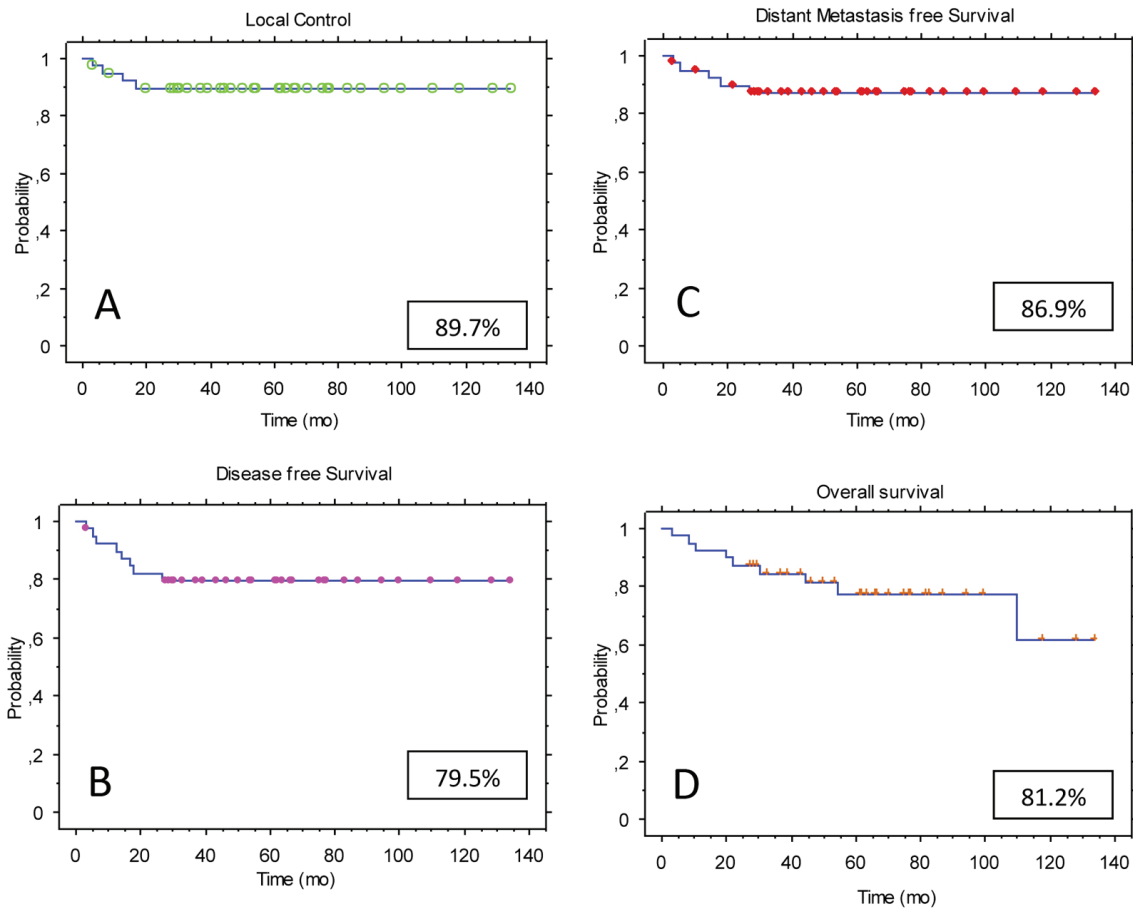 Local Control
1
,8
,6
,4
,2
0
Probability
A
89.7%
0 20 40 60 80 100 120 140
Time (mo)
Distant Metastasis free Survival
1
,8
,6
,4
,2
0
Probability
C
86.9%
0 20 40 60 80 100 120 140
Time (mo)
Disease free Survival
1
,8
,6
,4
,2
0
Probability
B
79.5%
0 20 40 60 80 100 120 140
Time (mo)
Overall survival
1
,8
,6
,4
,2
0
Probability
D
81.2%
0 20 40 60 80 100 120 140
Time (mo)